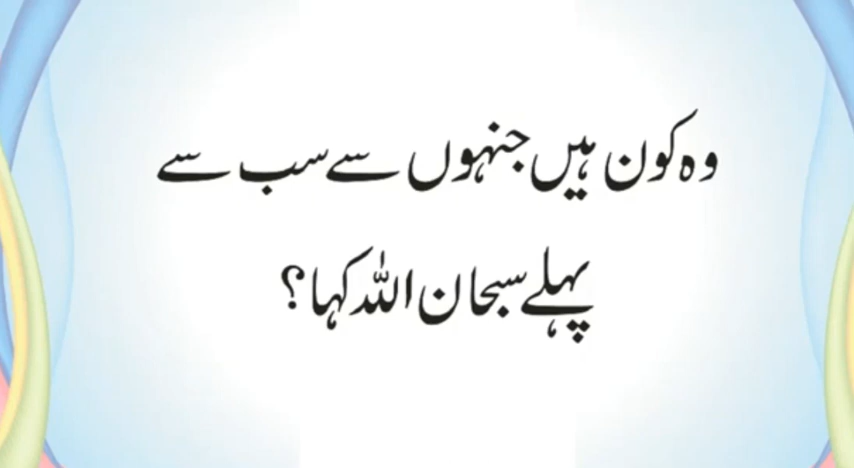 وہ کون ہیں جنہوں سے سب سے
پہلے سبحان اللہ کہا؟